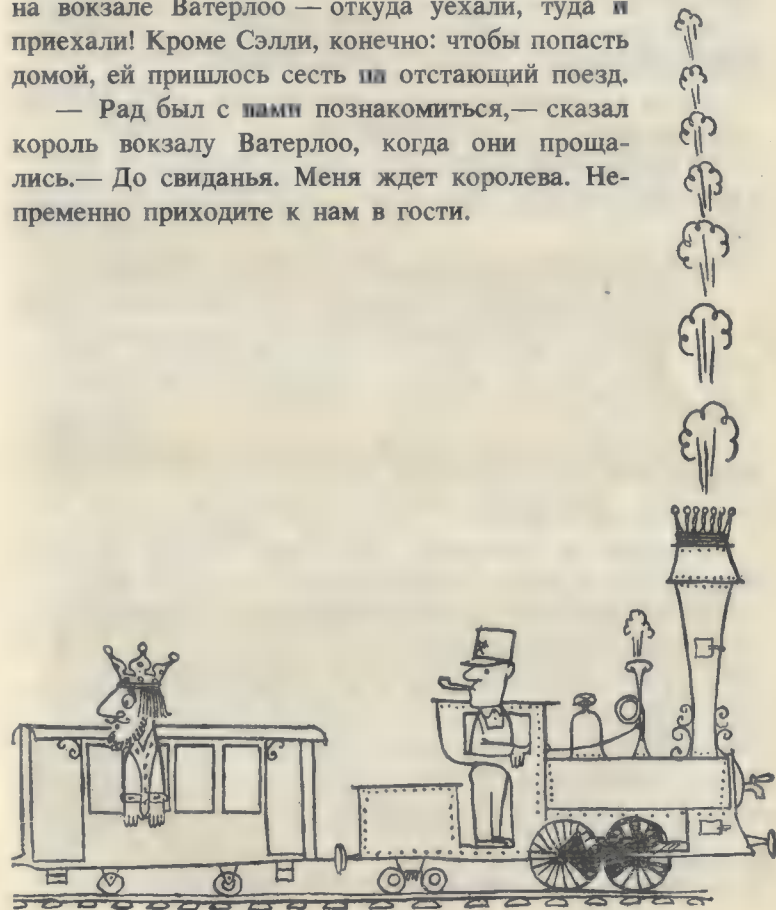 на вокзале Ватерлоо — откуда уехали, туда и
приехали! Кроме Сэлли, конечно: чтобы попасть
домой, ей пришлось сесть на отстающий поезд.
— Рад был с вами познакомиться,— сказал
король вокзалу Ватерлоо, когда они проща-
лись.— До свиданья. Меня ждет королева. Не-
пременно приходите к нам в гости.